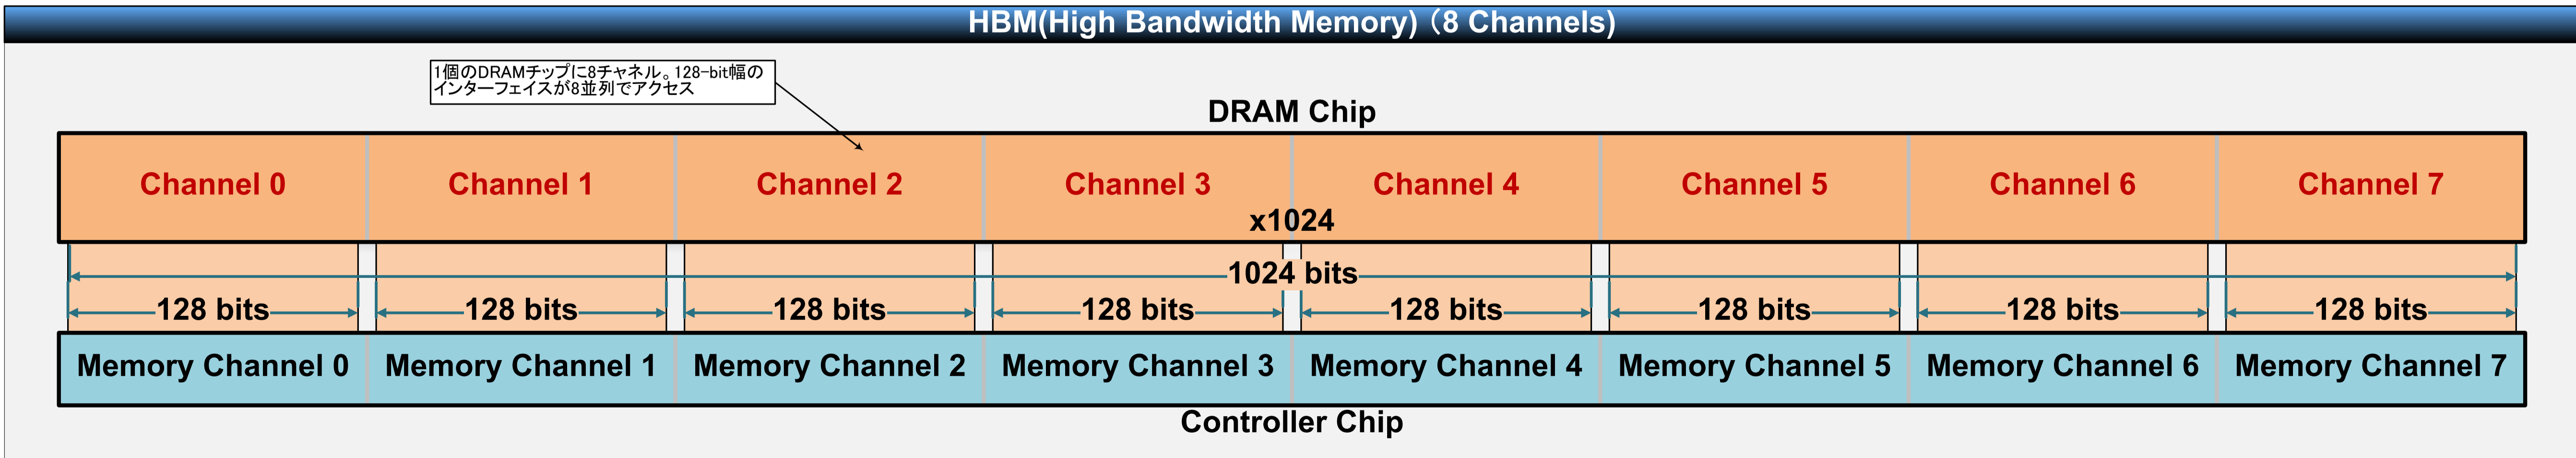 HBM(High Bandwidth Memory)（8 Channels)
1個のDRAMチップに8チャネル。128-bit幅の
インターフェイスが8並列でアクセス
DRAM Chip
Channel 0 Channel 1 Channel 2 Channel 3 Channel 4 Channel 5 Channel 6 Channel 7
x1024
1024 bits
128 bits 128 bits 128 bits 128 bits 128 bits 128 bits 128 bits 128 bits
Memory Channel 0 Memory Channel 1 Memory Channel 2 Memory Channel 3 Memory Channel 4 Memory Channel 5 Memory Channel 6 Memory Channel 7
Controller Chip